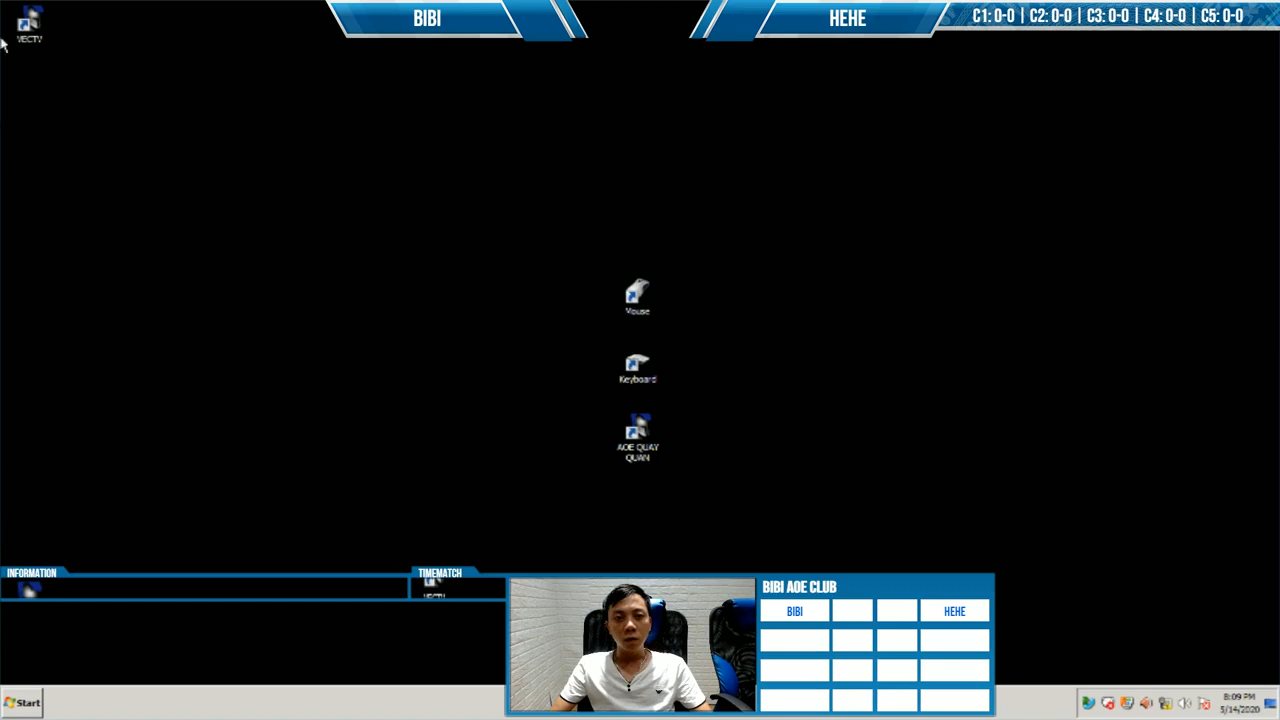 BIBI
HEHE
C1: 0-0 | C2: 0-0 | C3: 0-0 | C4: 0-0 | C5: 0-0
VECTV
Mouse
Keyboard
AOE QUAY
QUAN
INFORMATION
TIMEMATCH
VECTV
BIBI AOE CLUB
BIBI
HEHE
Start
8:09 PM
5/14/2020